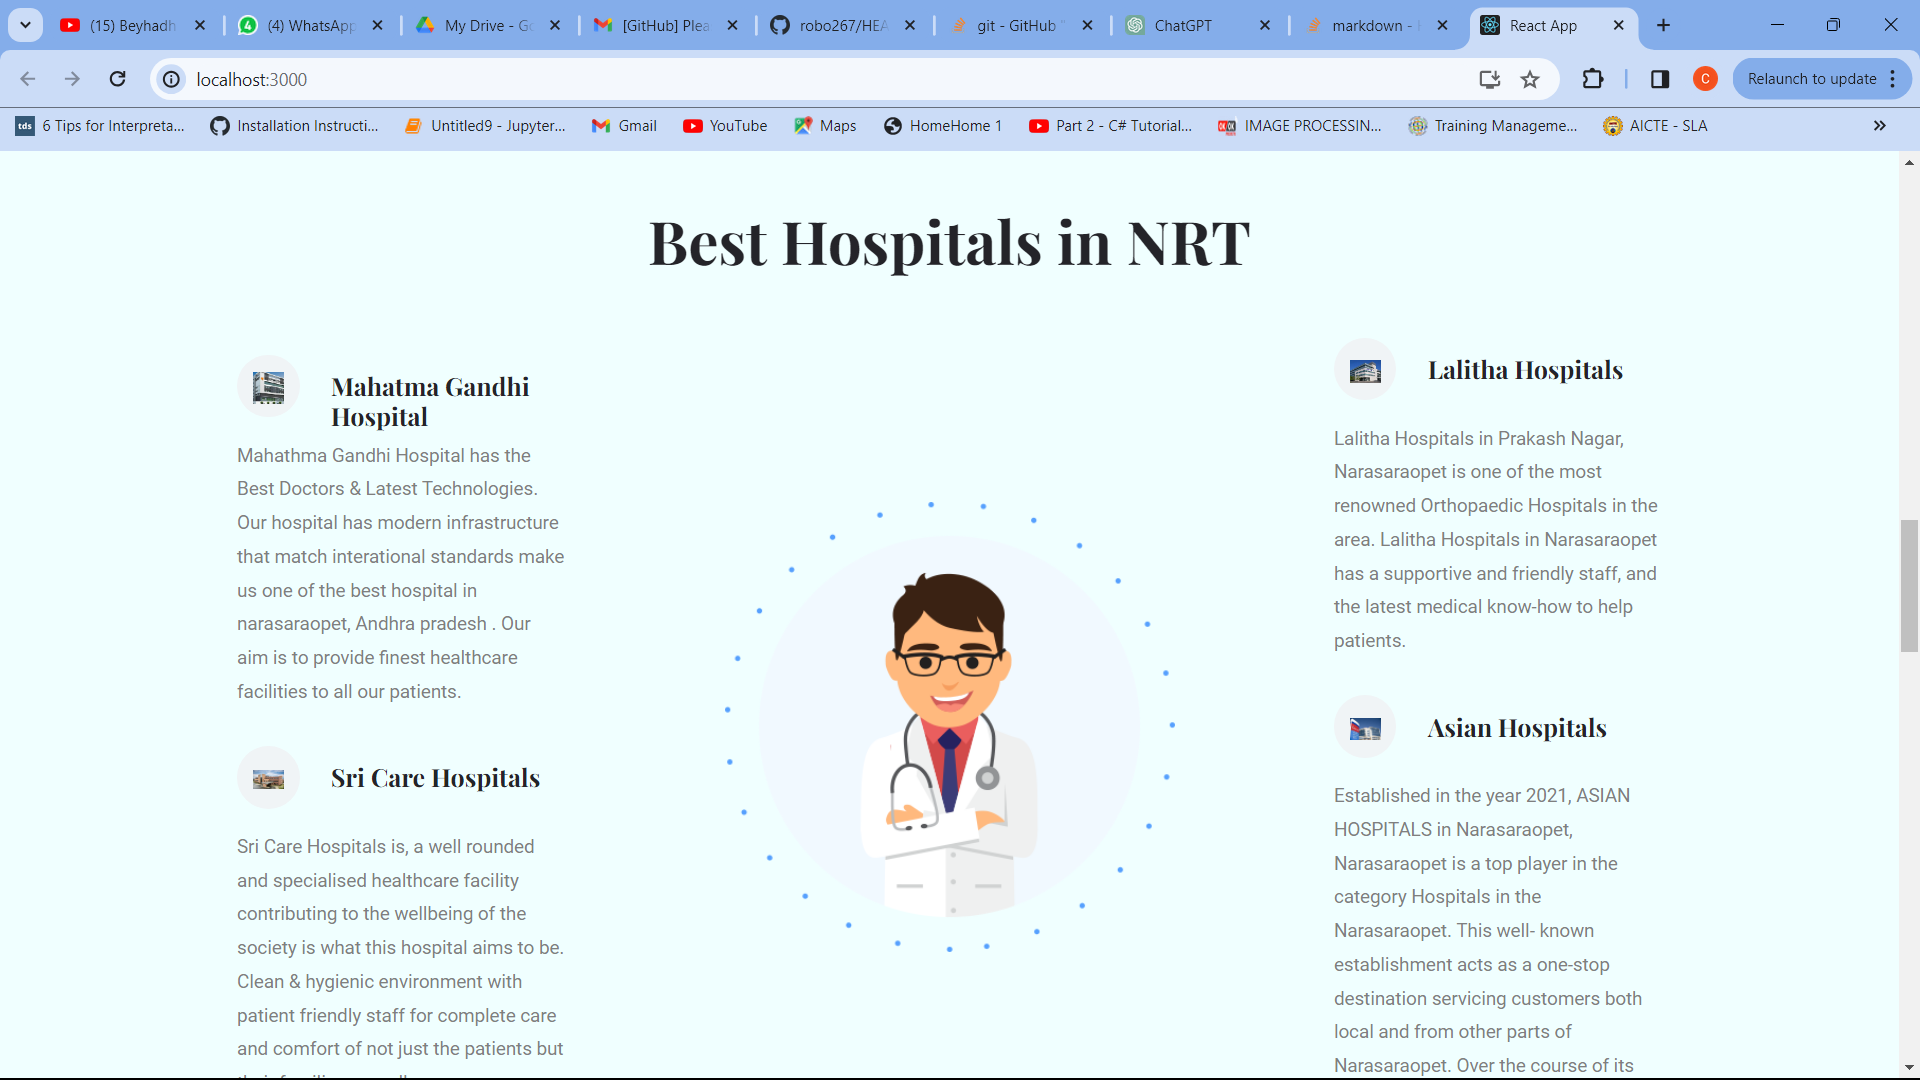 (15) Beyhadh
(4) WhatsApp
My Drive - Go
[GitHub] Plea
robo267/HEA
git - GitHub "
ChatGPT
markdown -
React App
localhost:3000
C
Relaunch to update
tds
6 Tips for Interpreta...
Installation Instructi...
Untitled9 - Jupyter...
Gmail
YouTube
Maps
HomeHome 1
Part 2 - C# Tutorial...
IMAGE PROCESSIN...
Training Manageme...
AICTE - SLA
Best Hospitals in NRT
Mahatma Gandhi
Hospital
Mahathma Gandhi Hospital has the
Best Doctors & Latest Technologies.
Our hospital has modern infrastructure
that match interational standards make
us one of the best hospital in
narasaraopet, Andhra pradesh . Our
aim is to provide finest healthcare
facilities to all our patients.
Sri Care Hospitals
Sri Care Hospitals is, a well rounded
and specialised healthcare facility
contributing to the wellbeing of the
society is what this hospital aims to be.
Clean & hygienic environment with
patient friendly staff for complete care
and comfort of not just the patients but
Lalitha Hospitals
Lalitha Hospitals in Prakash Nagar,
Narasaraopet is one of the most
renowned Orthopaedic Hospitals in the
area. Lalitha Hospitals in Narasaraopet
has a supportive and friendly staff, and
the latest medical know-how to help
patients.
Asian Hospitals
Established in the year 2021, ASIAN
HOSPITALS in Narasaraopet,
Narasaraopet is a top player in the
category Hospitals in the
Narasaraopet. This well- known
establishment acts as a one-stop
destination servicing customers both
local and from other parts of
Narasaraopet. Over the course of its